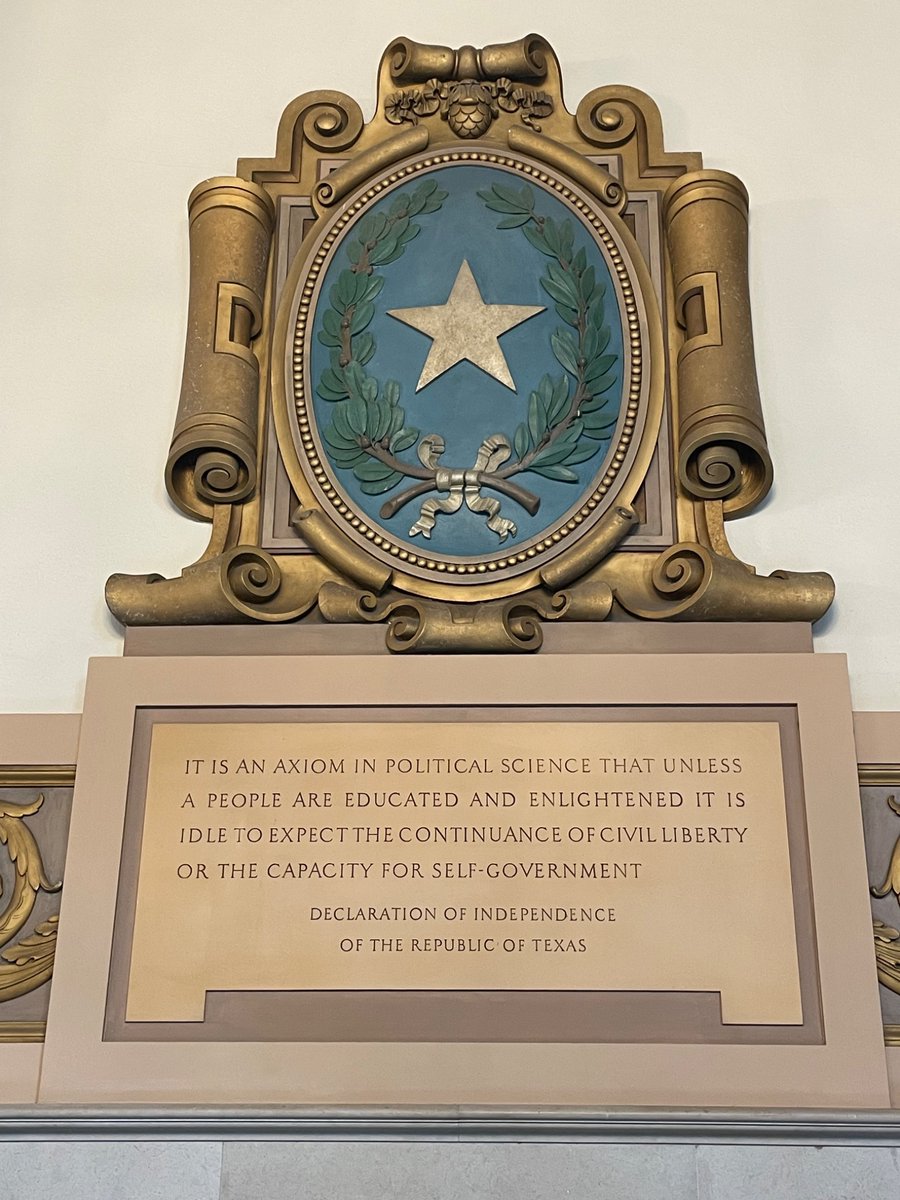 IT IS AN AXIOM IN POLITICAL SCIENCE THAT UNLESS
A PEOPLE ARE EDUCATED AND ENLIGHTENED IT IS
IDLE TO EXPECT THE CONTINUANCE OF CIVIL LIBERTY
OR THE CAPACITY FOR SELF-GOVERNMENT
DECLARATION OF INDEPENDENCE
OF THE REPUBLIC OF TEXAS